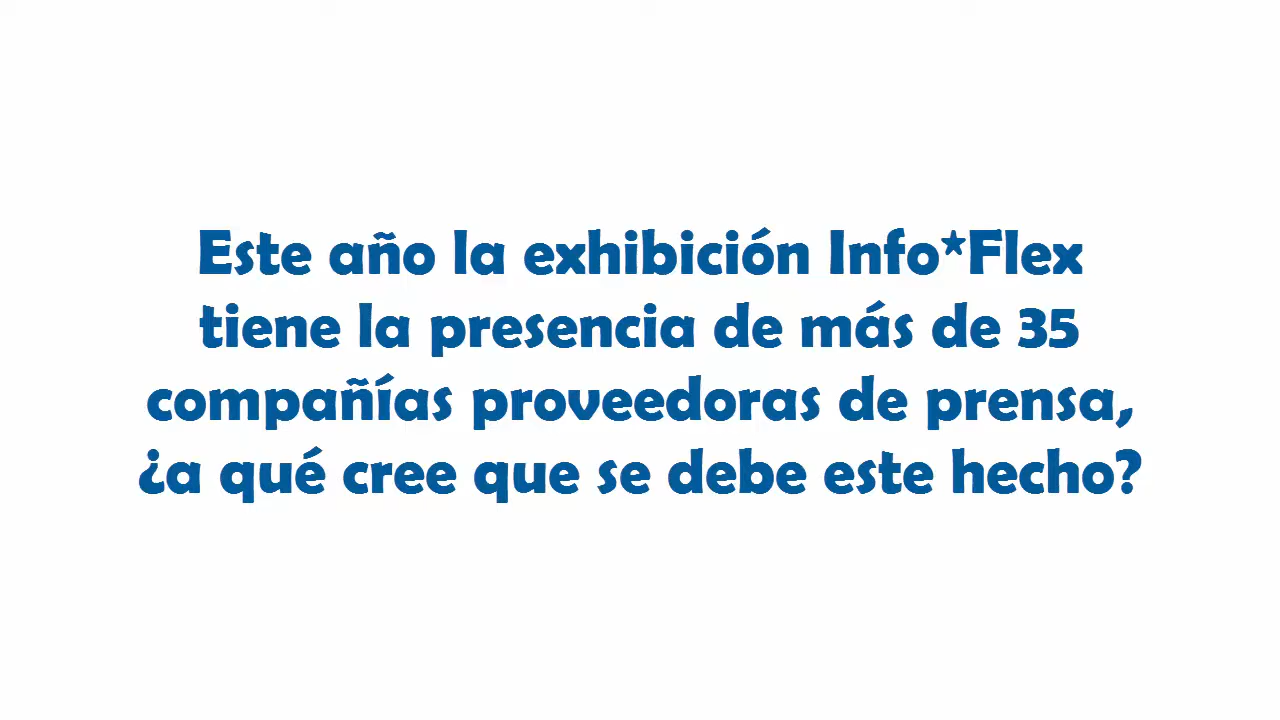 Este año la exhibición Info*Flex
tiene la presencia de más de 35
compañías proveedoras de prensa,
¿a qué cree que se debe este hecho?